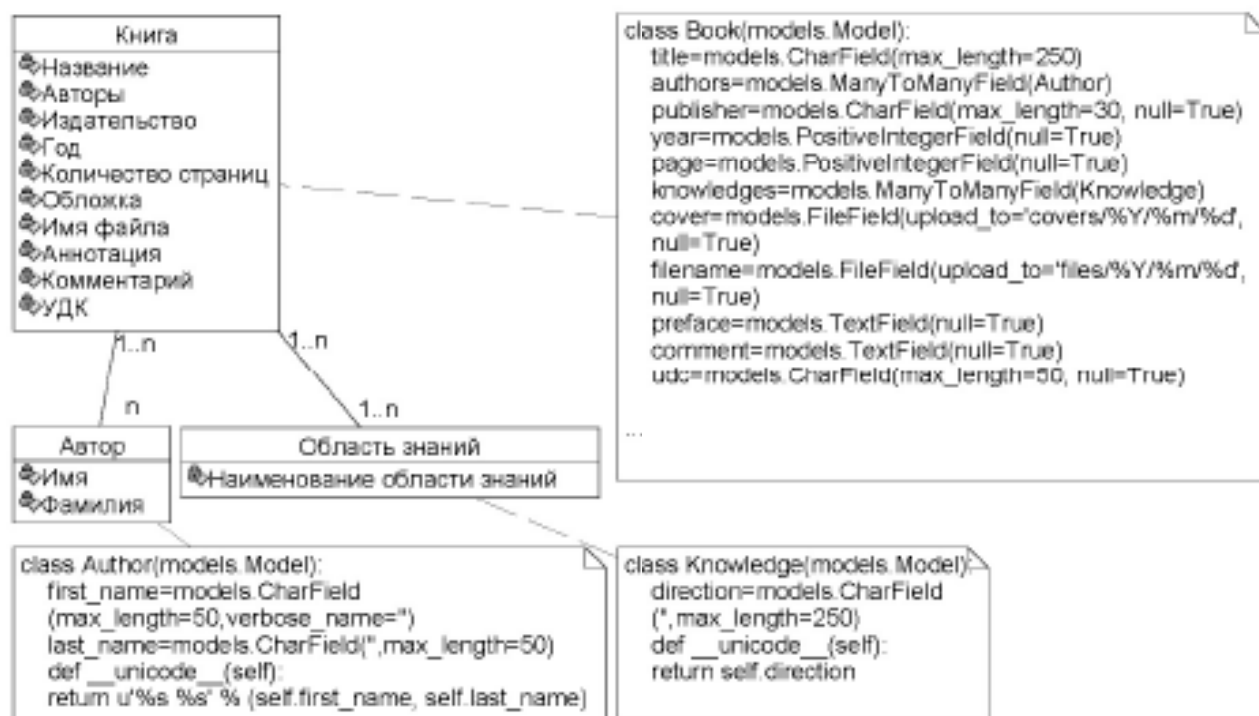 Книга
Название
Авторы
Издательство
Год
Количество страниц
Обложка
Имя файла
Аннотация
Комментарий
УДК
class Book(models.Model):
title=models.CharField(max_length=250)
authors=models.ManyToManyField(Author)
publisher=models.CharField(max_length=30, null=True)
year=models.PositiveIntegerField(null=True)
page=models.PositiveIntegerField(null=True)
knowledges=models.ManyToManyField(Knowledge)
cover=models.FileField(upload_to='covers/%Y/%m/%d',
null=True)
filename=models.FileField(upload_to='files/%Y/%m/%d',
null=True)
preface=models.TextField(null=True)
comment=models.TextField(null=True)
udc=models.CharField(max_length=50, null=True)
...
1..n
1..n
n
1..n
Автор
Имя
Фамилия
Область знаний
Наименование области знаний
class Author(models.Model):
first_name=models.CharField
(max_length=50,verbose_name='')
last_name=models.CharField('',max_length=50)
def __unicode__(self):
return u'%s %s' % (self.first_name, self.last_name)
class Knowledge(models.Model):
direction=models.CharField
('',max_length=250)
def __unicode__(self):
return self.direction